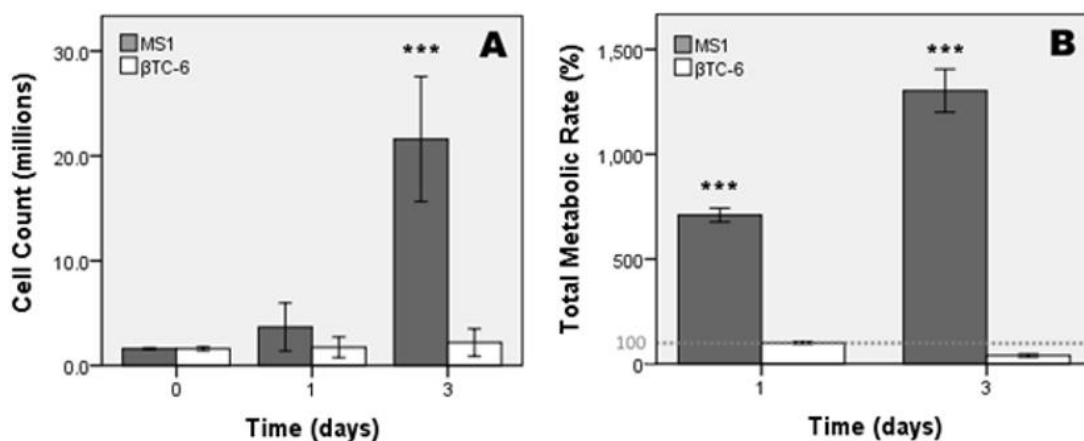 A
MS1
βTC-6
***
30.0
20.0
10.0
0.0
0
1
3
Cell Count (millions)
Time (days)
B
MS1
βTC-6
***
***
1,500
1,000
500
100
0
1
3
Total Metabolic Rate (%)
Time (days)